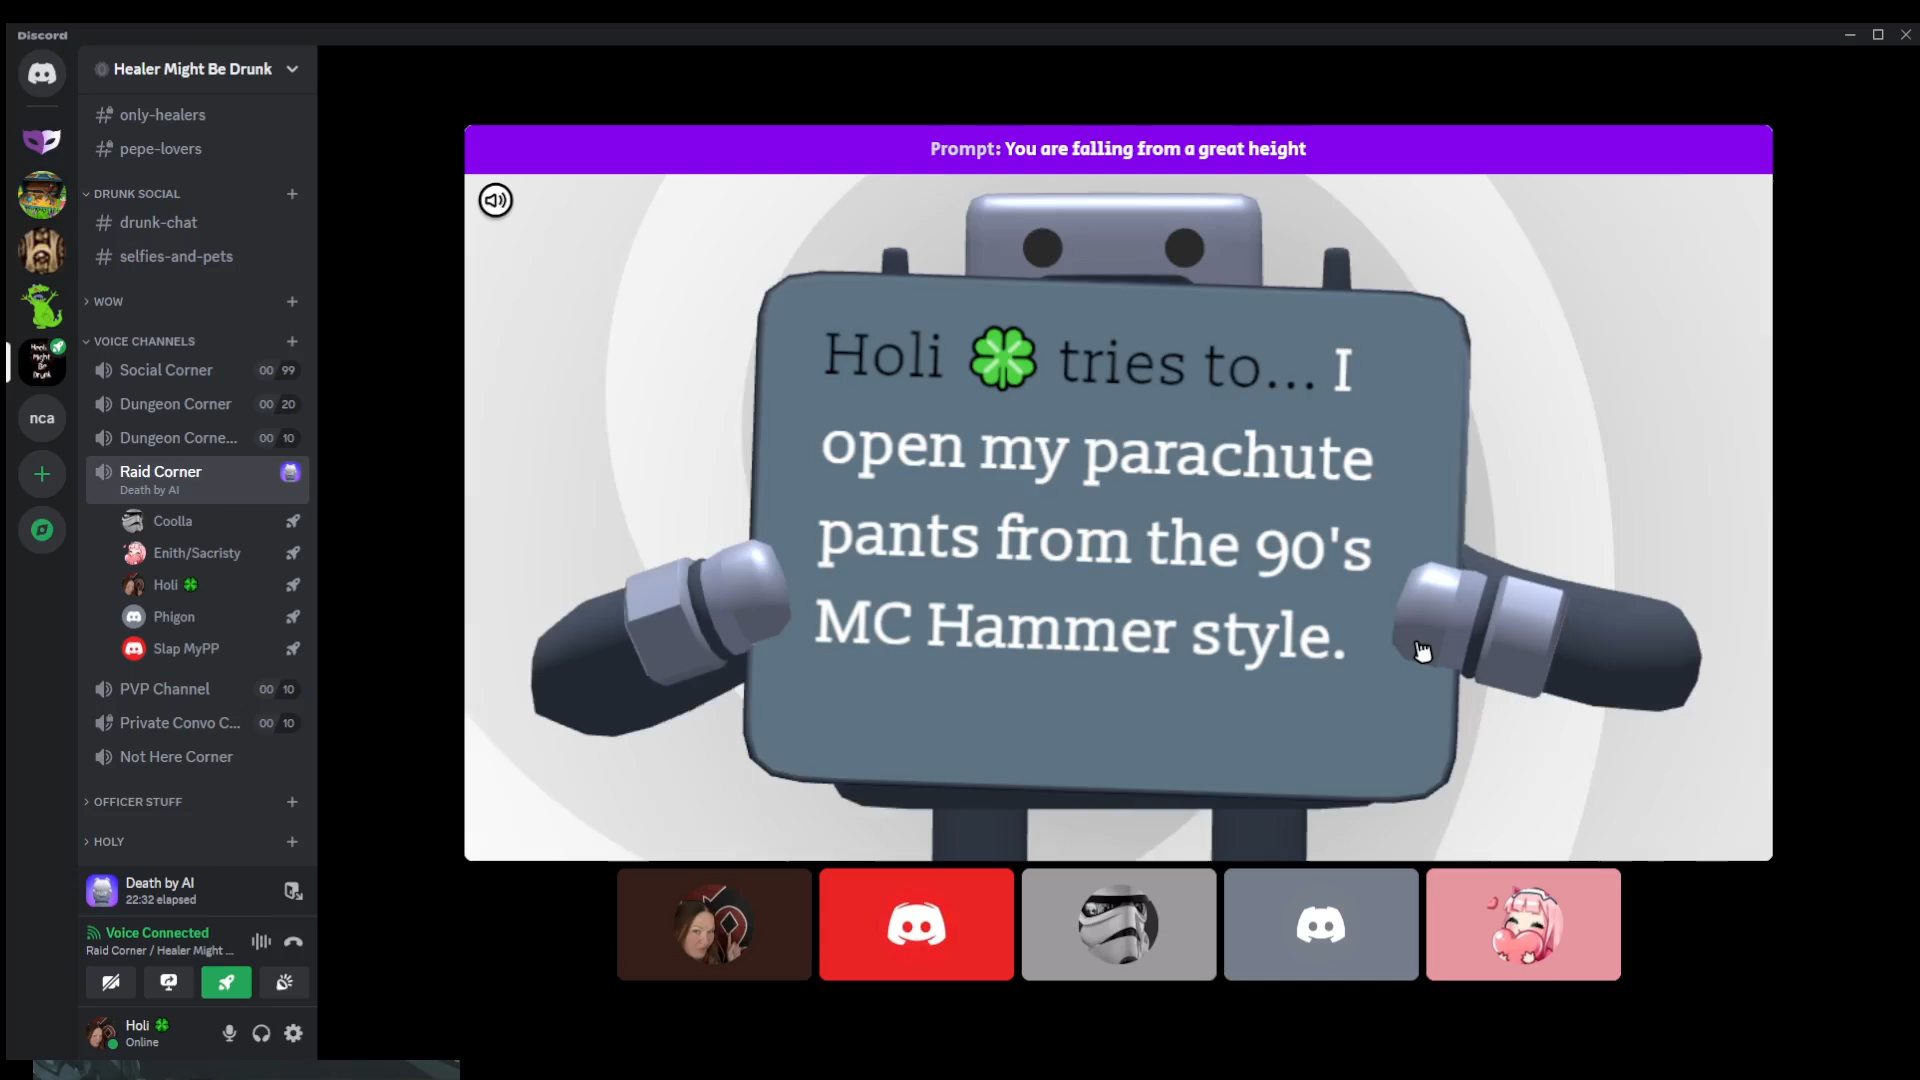 Discord
Healer Might Be Drunk
only-healers
pepe-lovers
DRUNK SOCIAL
drunk-chat
selfies-and-pets
WOW
VOICE CHANNELS
Social Corner 00 99
Dungeon Corner 00 20
Dungeon Corne... 00 10
Raid Corner
Death by AI
Coolla
Enith/Sacristy
Holi 🍀
Phigon
Slap MyPP
PVP Channel 00 10
Private Convo C... 00 10
Not Here Corner
OFFICER STUFF
HOLY
Death by AI
22:32 elapsed
Voice Connected
Raid Corner / Healer Might ...
Holi 🍀
Online
nca
Heals
Might
Be
Drunk
Prompt: You are falling from a great height
Holi 🍀 tries to... I
open my parachute
pants from the 90's
MC Hammer style.